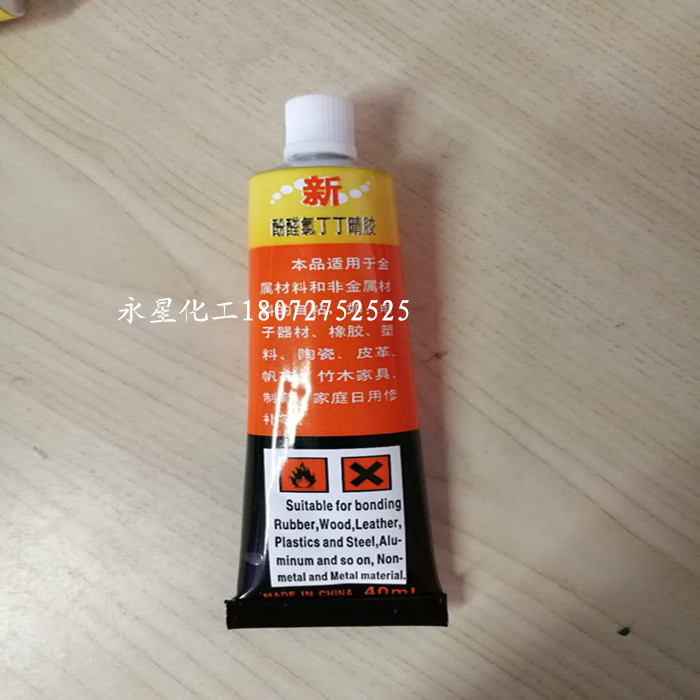 新
酚醛氯丁丁腈胶
本品适用于金
属材料和非金属材
永星化工18072752525
子器材、橡胶、塑
料、陶瓷、皮革、
帆 竹木家具、
制 家庭日用修
补
Suitable for bonding
Rubber,Wood,Leather,
Plastics and Steel,Alu-
minum and so on, Non-
metal and Metal material.
MADE IN CHINA 40ml